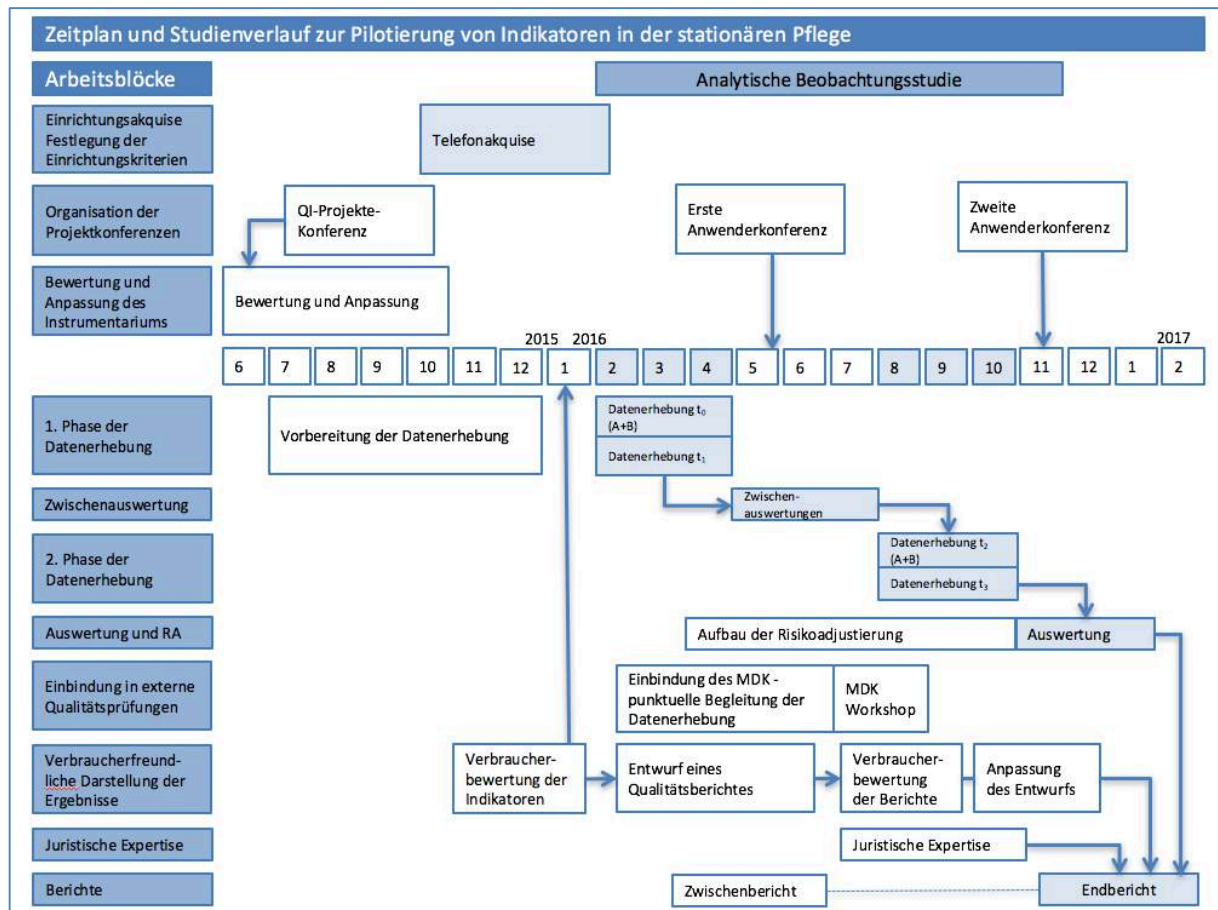 Zeitplan und Studienverlauf zur Pilotierung von Indikatoren in der stationären Pflege
Arbeitsblöcke
Analytische Beobachtungsstudie
Einrichtungsakquise
Festlegung der
Einrichtungskriterien
Telefonakquise
Organisation der
Projektkonferenzen
QI-Projekte-
Konferenz
Erste
Anwenderkonferenz
Zweite
Anwenderkonferenz
Bewertung und
Anpassung des
Instrumentariums
Bewertung und Anpassung
2015 2016 2017
6 7 8 9 10 11 12 1 2 3 4 5 6 7 8 9 10 11 12 1 2
1. Phase der
Datenerhebung
Vorbereitung der Datenerhebung
Datenerhebung t₀
(A+B)
Datenerhebung t₁
Zwischenauswertung
Zwischen-
auswertungen
2. Phase der
Datenerhebung
Datenerhebung t₂
(A+B)
Datenerhebung t₃
Auswertung und RA
Aufbau der Risikoadjustierung
Auswertung
Einbindung in externe
Qualitätsprüfungen
Einbindung des MDK -
punktuelle Begleitung der
Datenerhebung
MDK
Workshop
Verbraucherfreund-
liche Darstellung der
Ergebnisse
Verbraucher-
bewertung der
Indikatoren
Entwurf eines
Qualitätsberichtes
Verbraucher-
bewertung
der Berichte
Anpassung
des Entwurfs
Juristische Expertise
Juristische Expertise
Berichte
Zwischenbericht
Endbericht